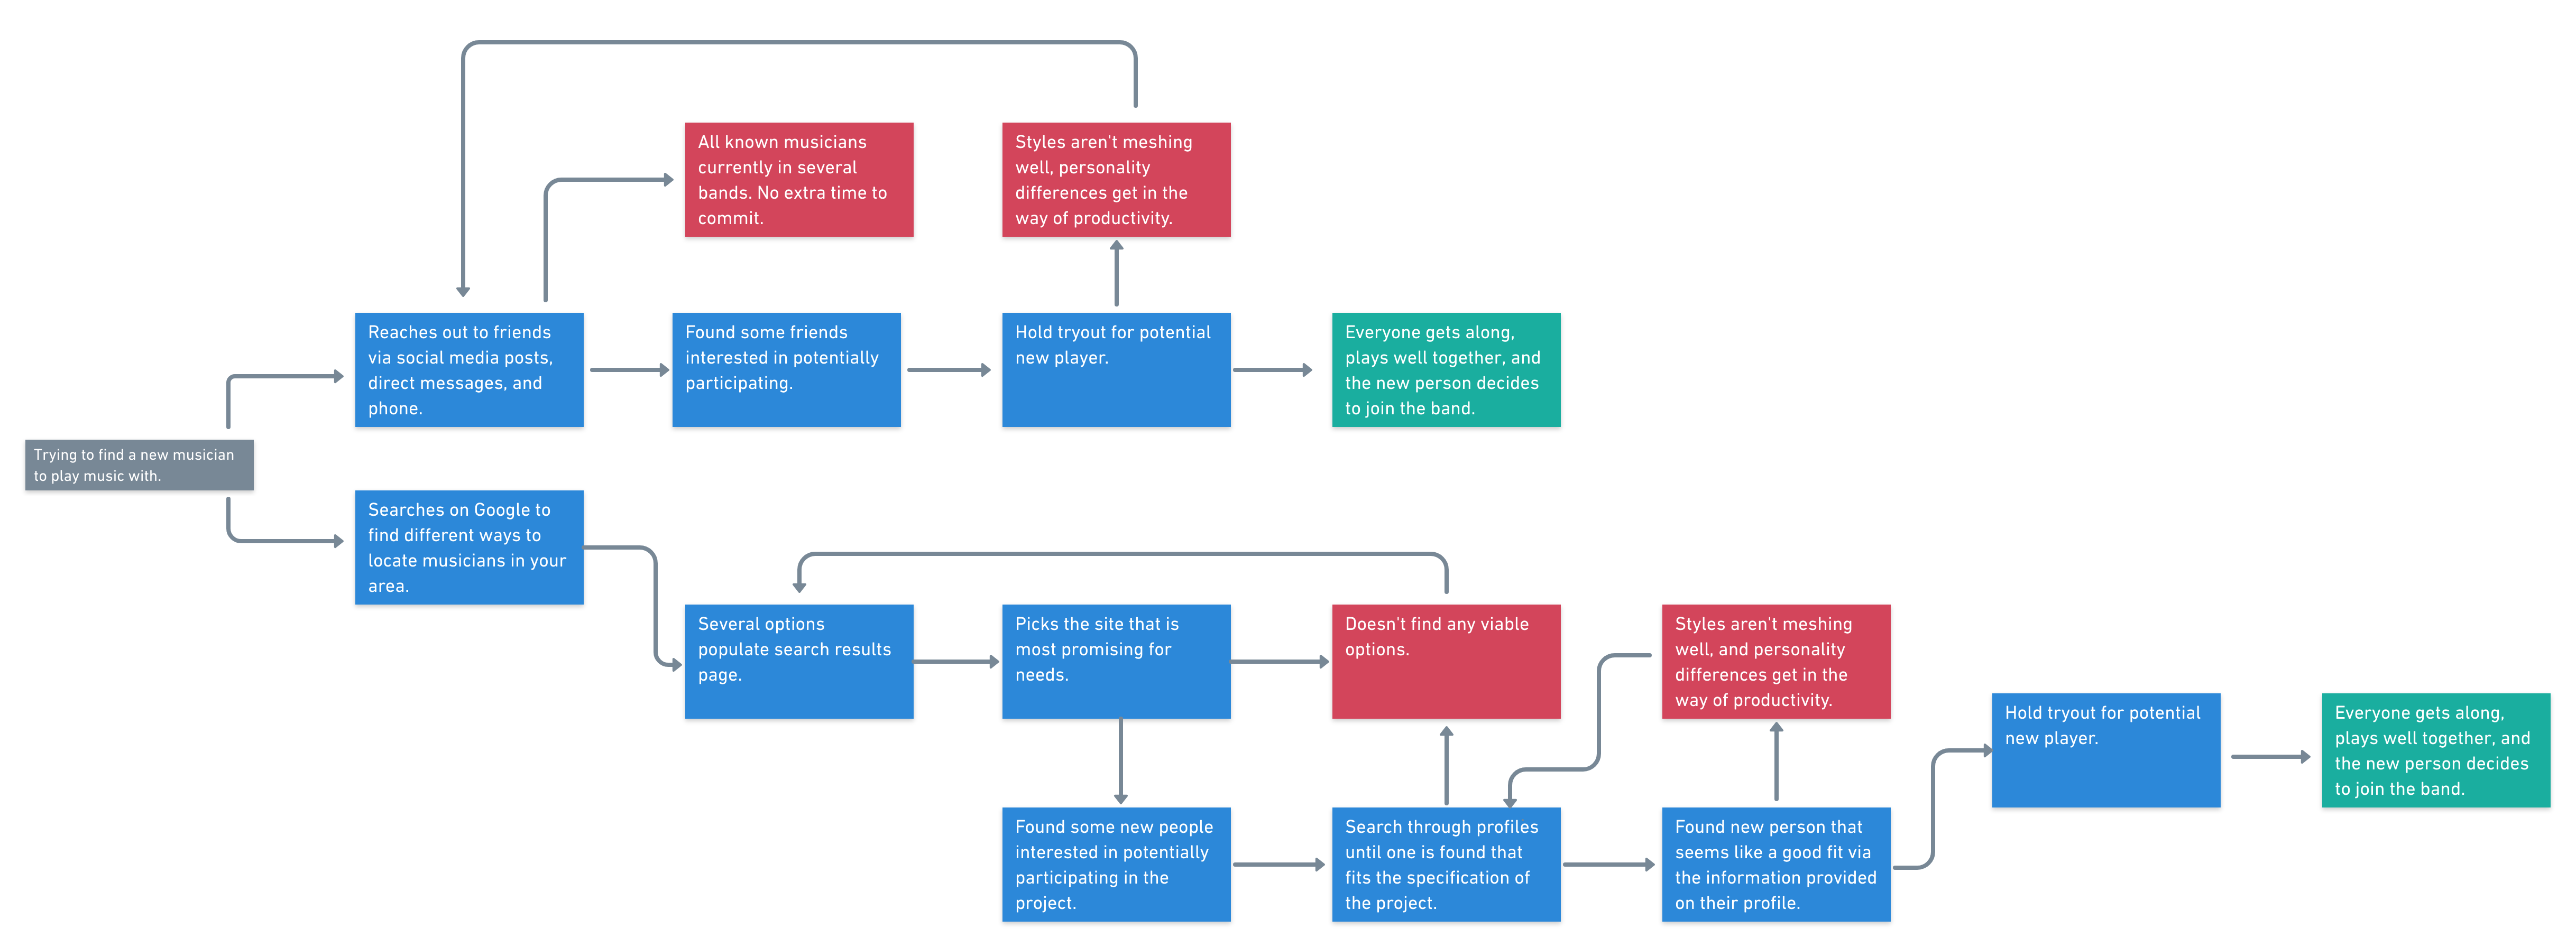 All known musicians
currently in several
bands. No extra time to
commit.
Styles aren't meshing
well, personality
differences get in the
way of productivity.
Reaches out to friends
via social media posts,
direct messages, and
phone.
Found some friends
interested in potentially
participating.
Hold tryout for potential
new player.
Everyone gets along,
plays well together, and
the new person decides
to join the band.
Trying to find a new musician
to play music with.
Searches on Google to
find different ways to
locate musicians in your
area.
Several options
populate search results
page.
Picks the site that is
most promising for
needs.
Doesn't find any viable
options.
Styles aren't meshing
well, and personality
differences get in the
way of productivity.
Hold tryout for potential
new player.
Everyone gets along,
plays well together, and
the new person decides
to join the band.
Found some new people
interested in potentially
participating in the
project.
Search through profiles
until one is found that
fits the specification of
the project.
Found new person that
seems like a good fit via
the information provided
on their profile.